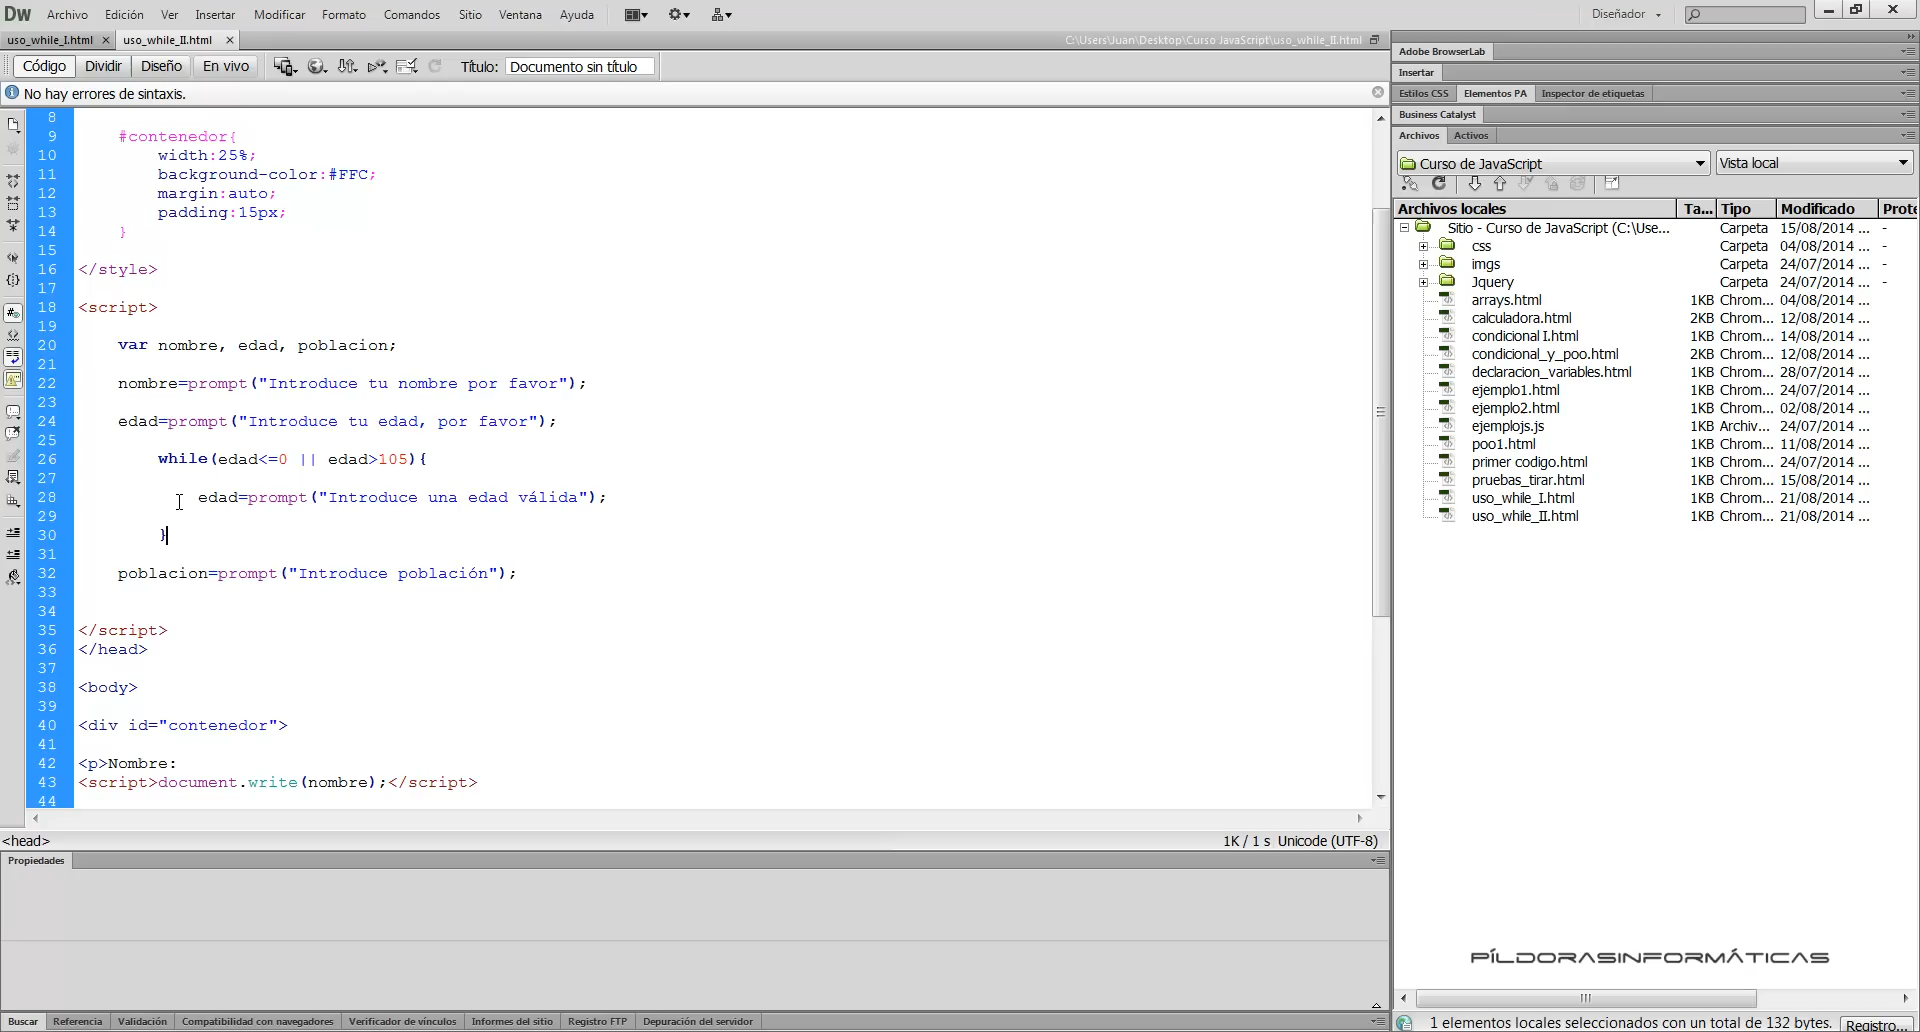 Dw Archivo Edición Ver Insertar Modificar Formato Comandos Sitio Ventana Ayuda Diseñador
uso_while_I.html × uso_while_II.html × C:\Users\Juan\Desktop\Curso JavaScript\uso_while_II.html
Código Dividir Diseño En vivo Título: Documento sin título
No hay errores de sintaxis.
8
9 #contenedor{
10 width:25%;
11 background-color:#FFC;
12 margin:auto;
13 padding:15px;
14 }
15
16 </style>
17
18 <script>
19
20 var nombre, edad, poblacion;
21
22 nombre=prompt("Introduce tu nombre por favor");
23
24 edad=prompt("Introduce tu edad, por favor");
25
26 while(edad<=0 || edad>105){
27
28 edad=prompt("Introduce una edad válida");
29
30 }
31
32 poblacion=prompt("Introduce población");
33
34
35 </script>
36 </head>
37
38 <body>
39
40 <div id="contenedor">
41
42 <p>Nombre:
43 <script>document.write(nombre);</script>
44
<head> 1K / 1 s Unicode (UTF-8)
Propiedades
Buscar Referencia Validación Compatibilidad con navegadores Verificador de vínculos Informes del sitio Registro FTP Depuración del servidor
Adobe BrowserLab
Insertar
Estilos CSS Elementos PA Inspector de etiquetas
Business Catalyst
Archivos Activos
Curso de JavaScript Vista local
Archivos locales Ta... Tipo Modificado Prote
Sitio - Curso de JavaScript (C:\Use... Carpeta 15/08/2014 ... -
css Carpeta 04/08/2014 ... -
imgs Carpeta 24/07/2014 ... -
Jquery Carpeta 24/07/2014 ... -
arrays.html 1KB Chrom... 04/08/2014 ...
calculadora.html 2KB Chrom... 12/08/2014 ...
condicional I.html 1KB Chrom... 14/08/2014 ...
condicional_y_poo.html 2KB Chrom... 12/08/2014 ...
declaracion_variables.html 1KB Chrom... 28/07/2014 ...
ejemplo1.html 1KB Chrom... 24/07/2014 ...
ejemplo2.html 1KB Chrom... 02/08/2014 ...
ejemplojs.js 1KB Archiv... 24/07/2014 ...
poo1.html 1KB Chrom... 11/08/2014 ...
primer codigo.html 1KB Chrom... 24/07/2014 ...
pruebas_tirar.html 1KB Chrom... 15/08/2014 ...
uso_while_I.html 1KB Chrom... 21/08/2014 ...
uso_while_II.html 1KB Chrom... 21/08/2014 ...
PÍLDORASINFORMÁTICAS
1 elementos locales seleccionados con un total de 132 bytes. Registro...